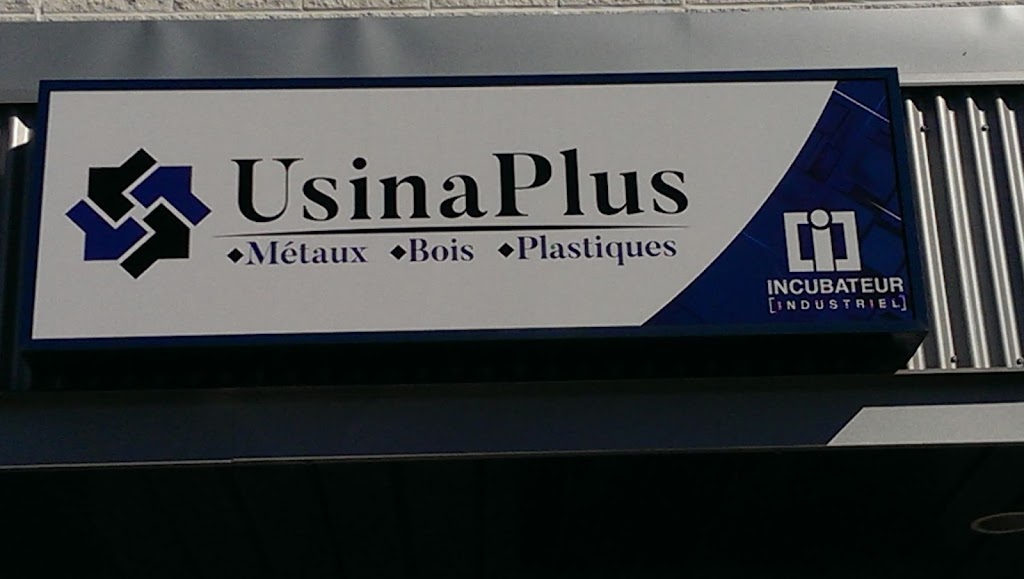 UsinaPlus
◆Métaux ◆Bois ◆Plastiques
INCUBATEUR
[INDUSTRIEL]